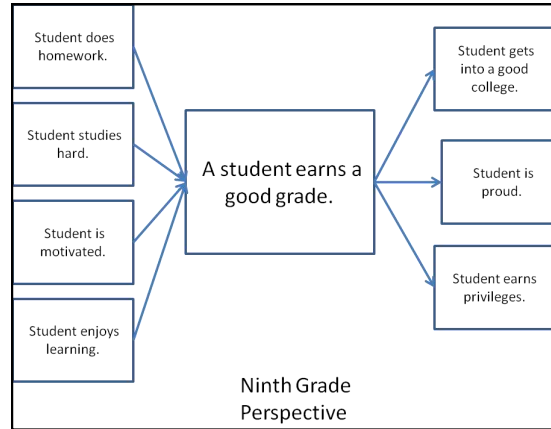 Student does
homework.
Student studies
hard.
Student is
motivated.
Student enjoys
learning.
A student earns a
good grade.
Student gets
into a good
college.
Student is
proud.
Student earns
privileges.
Ninth Grade
Perspective